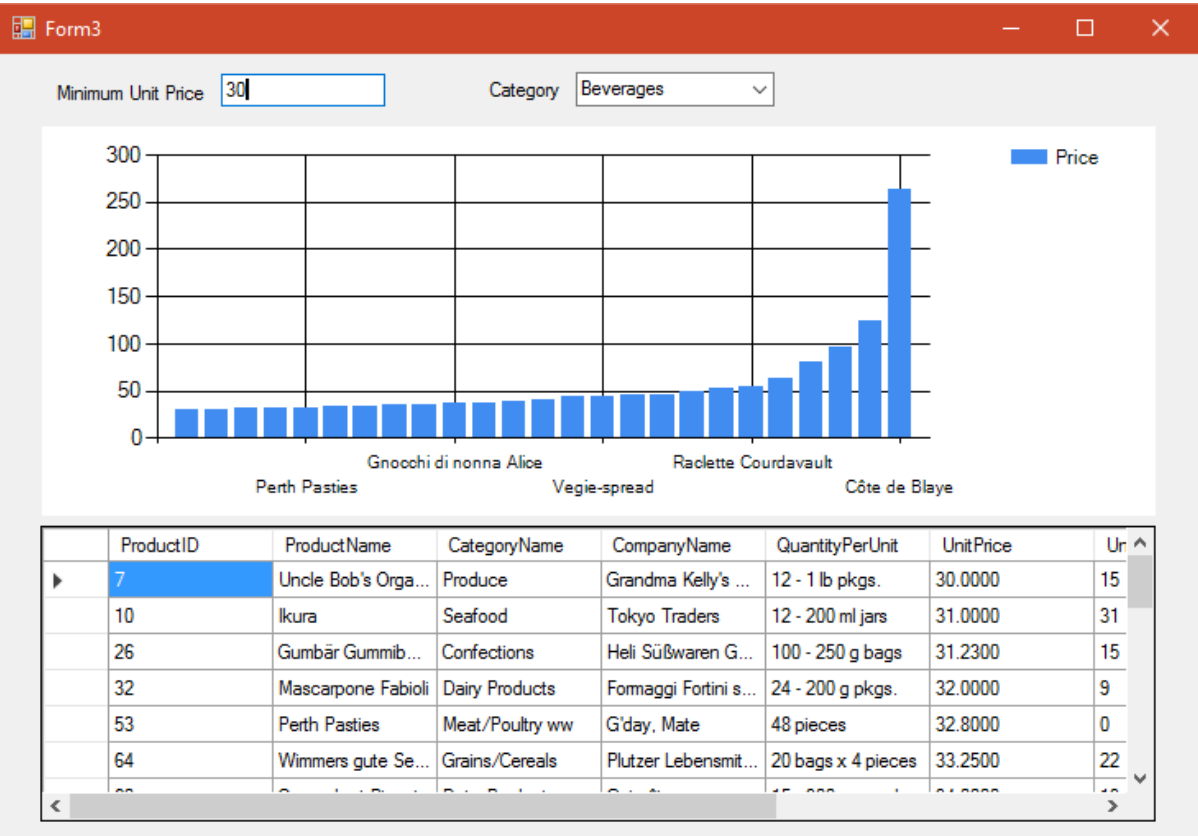 Form3
Minimum Unit Price 30 Category Beverages
300 Price
250
200
150
100
50
0
Gnocchi di nonna Alice Raclette Courdavault
Perth Pasties Vegie-spread Côte de Blaye
ProductID ProductName CategoryName CompanyName QuantityPerUnit UnitPrice Un
7 Uncle Bob's Orga... Produce Grandma Kelly's ... 12 - 1 lb pkgs. 30.0000 15
10 Ikura Seafood Tokyo Traders 12 - 200 ml jars 31.0000 31
26 Gumbär Gummib... Confections Heli Süßwaren G... 100 - 250 g bags 31.2300 15
32 Mascarpone Fabioli Dairy Products Formaggi Fortini s... 24 - 200 g pkgs. 32.0000 9
53 Perth Pasties Meat/Poultry ww G'day, Mate 48 pieces 32.8000 0
64 Wimmers gute Se... Grains/Cereals Plutzer Lebensmit... 20 bags x 4 pieces 33.2500 22